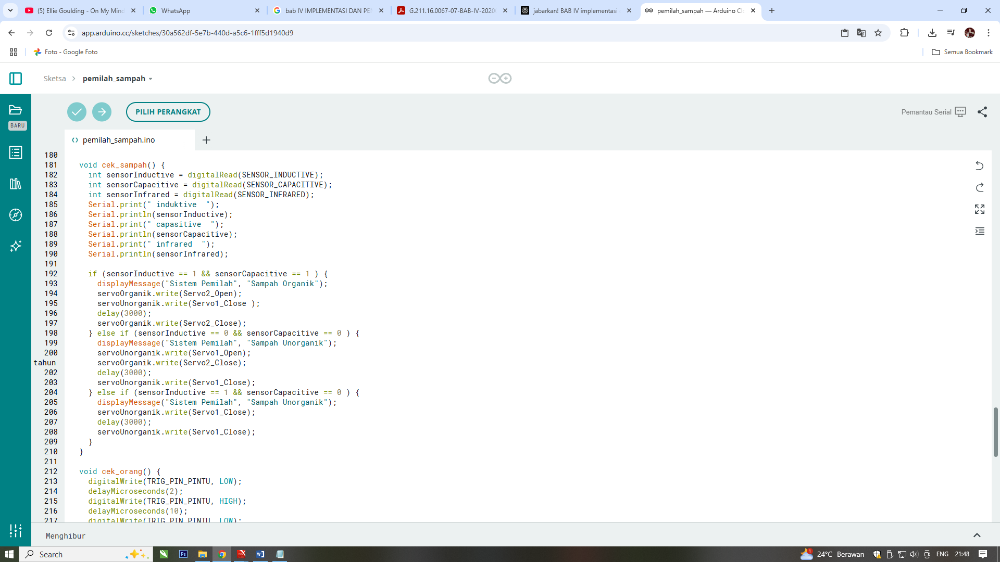 (5) Ellie Goulding - On My Mind
WhatsApp
bab IV IMPLEMENTASI DAN PE
G.211.16.0067-07-BAB-IV-2020
jabarkan! BAB IV implementasi
pemilah_sampah — Arduino Cl
app.arduino.cc/sketches/30a562df-5e7b-440d-a5c6-1fff5d1940d9
Foto - Google Foto
Semua Bookmark
Sketsa > pemilah_sampah
PILIH PERANGKAT
Pemantau Serial
BARU
pemilah_sampah.ino
180
181 void cek_sampah() {
182 int sensorInductive = digitalRead(SENSOR_INDUCTIVE);
183 int sensorCapacitive = digitalRead(SENSOR_CAPACITIVE);
184 int sensorInfrared = digitalRead(SENSOR_INFRARED);
185 Serial.print(" induktive  ");
186 Serial.println(sensorInductive);
187 Serial.print(" capasitive  ");
188 Serial.println(sensorCapacitive);
189 Serial.print(" infrared  ");
190 Serial.println(sensorInfrared);
191
192 if (sensorInductive == 1 && sensorCapacitive == 1 ) {
193 displayMessage("Sistem Pemilah", "Sampah Organik");
194 servoOrganik.write(Servo2_Open);
195 servoUnorganik.write(Servo1_Close );
196 delay(3000);
197 servoOrganik.write(Servo2_Close);
198 } else if (sensorInductive == 0 && sensorCapacitive == 0 ) {
199 displayMessage("Sistem Pemilah", "Sampah Unorganik");
200 servoUnorganik.write(Servo1_Open);
tahun servoOrganik.write(Servo2_Close);
202 delay(3000);
203 servoUnorganik.write(Servo1_Close);
204 } else if (sensorInductive == 1 && sensorCapacitive == 0 ) {
205 displayMessage("Sistem Pemilah", "Sampah Unorganik");
206 servoUnorganik.write(Servo1_Close);
207 delay(3000);
208 servoUnorganik.write(Servo1_Close);
209 }
210 }
211
212 void cek_orang() {
213 digitalWrite(TRIG_PIN_PINTU, LOW);
214 delayMicroseconds(2);
215 digitalWrite(TRIG_PIN_PINTU, HIGH);
216 delayMicroseconds(10);
217 digitalWrite(TRIG_PIN_PINTU, LOW);
Menghibur
Search
Ps
1
24°C Berawan
ENG
21:48